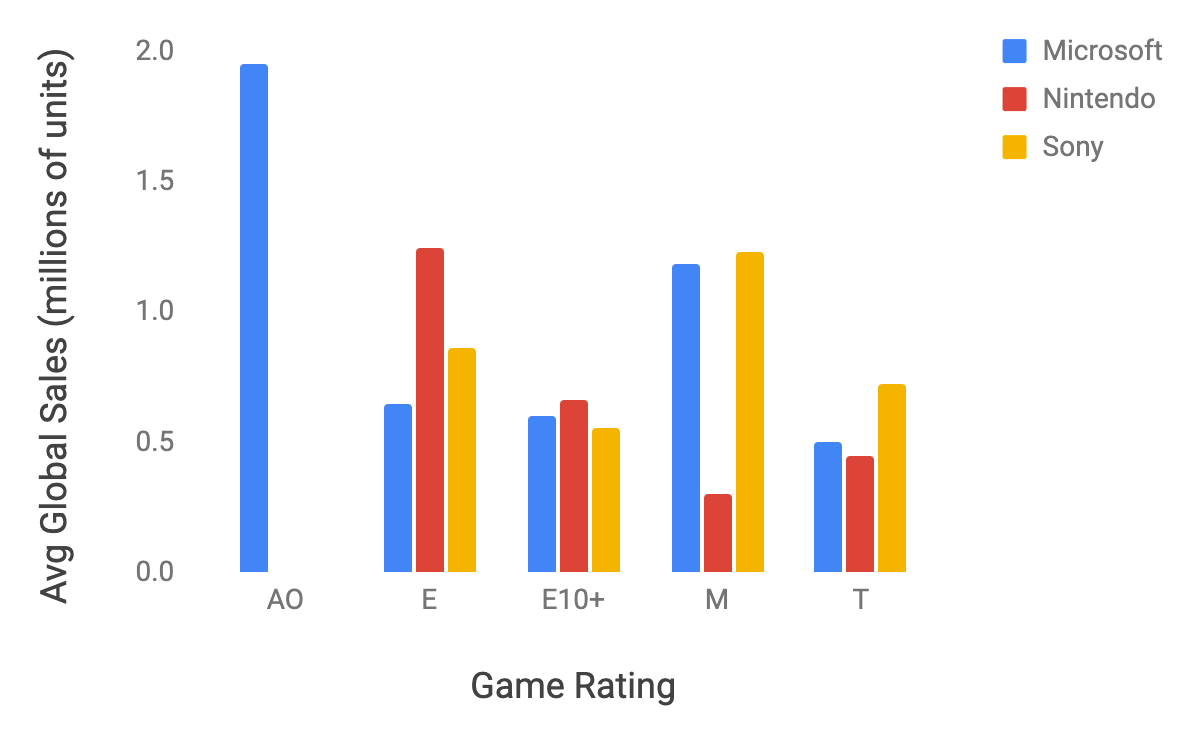 Avg Global Sales (millions of units)
2.0
1.5
1.0
0.5
0.0
AO
E
E10+
M
T
Game Rating
Microsoft
Nintendo
Sony